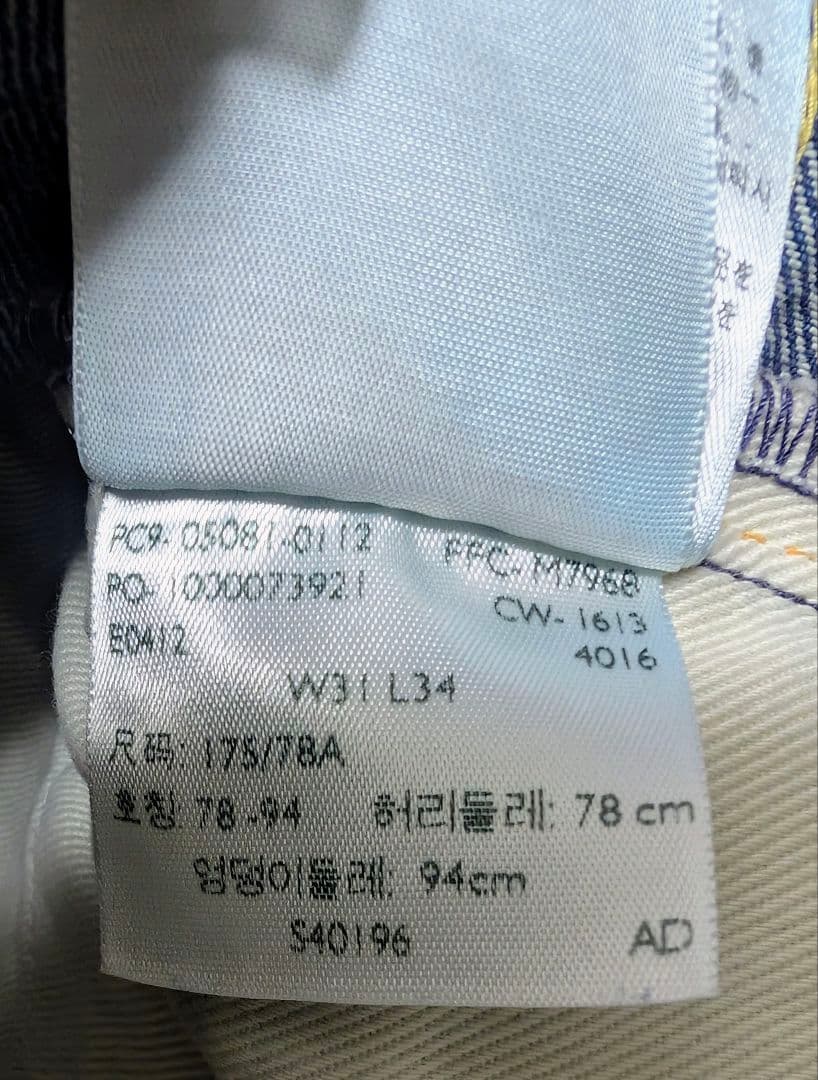 PC9- 05081-0112 FFC- M7968
PO- 1000073921 CW- 1613
E0412 4016
W31 L34
尺码: 175/78A
호칭: 78 -94 허리둘레: 78 cm
엉덩이둘레: 94cm
S40196 AD